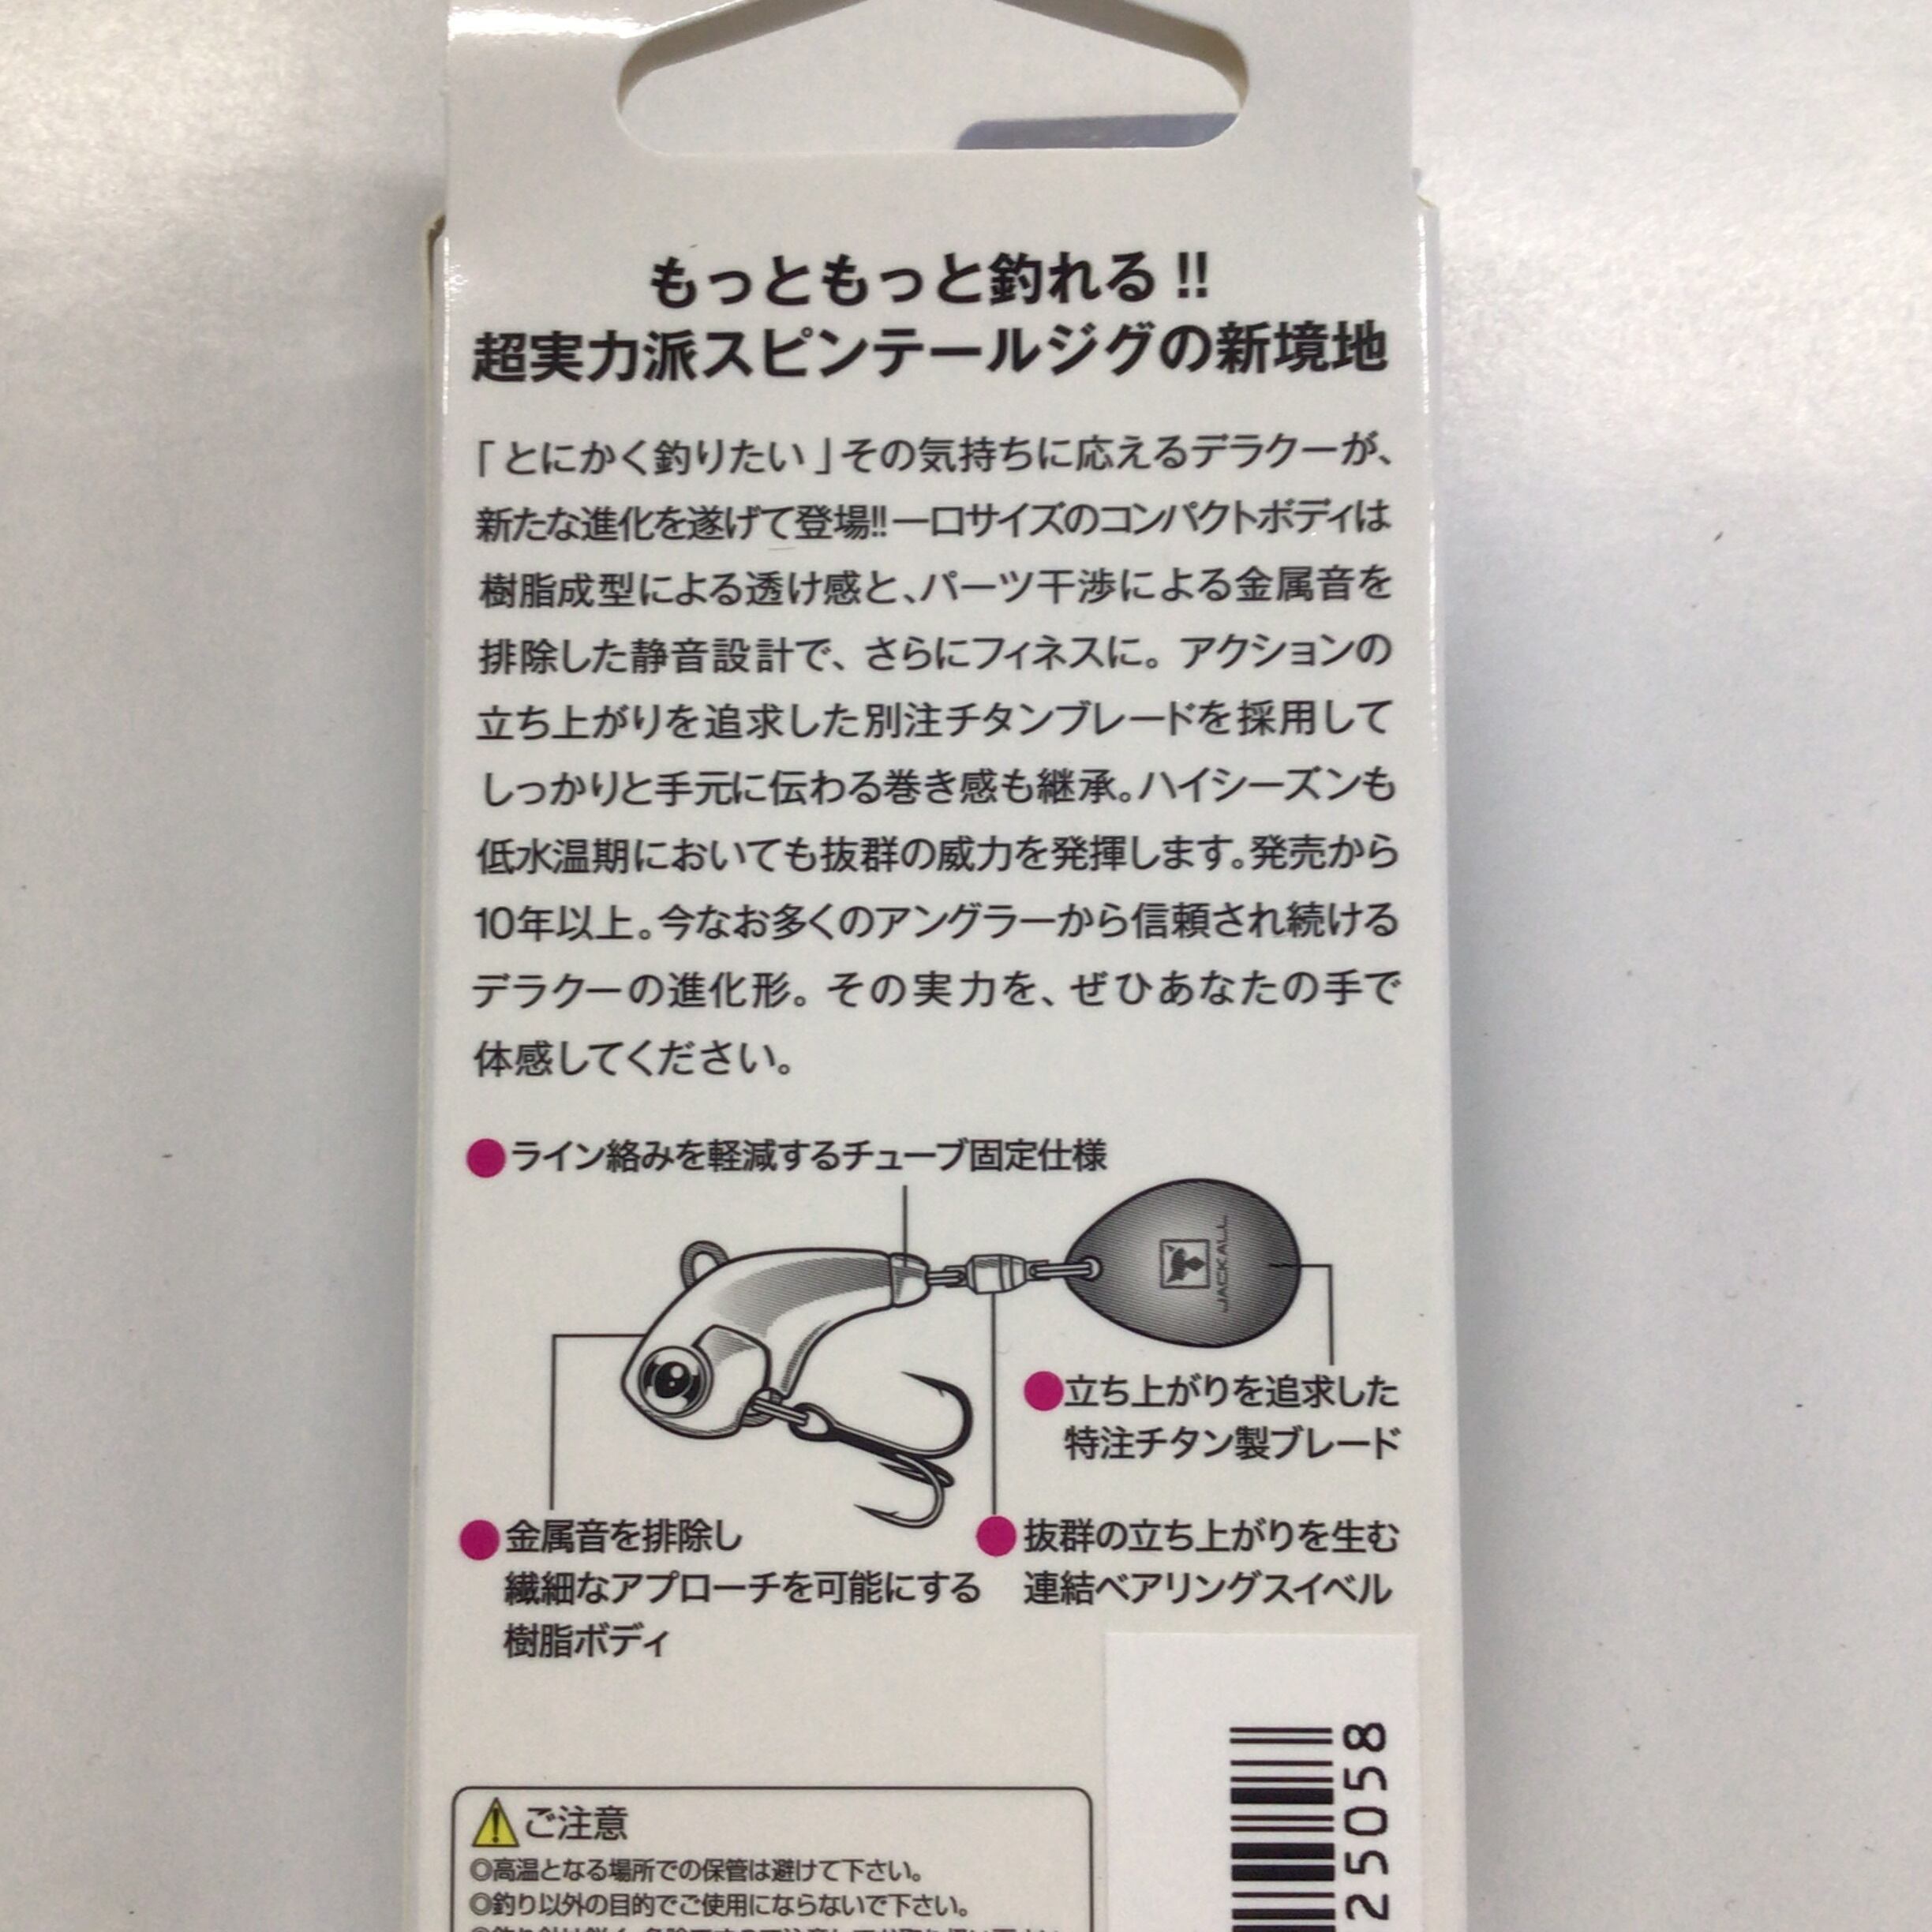 もっともっと釣れる!!
超実力派スピンテールジグの新境地
「とにかく釣りたい」その気持ちに応えるデラクーが、
新たな進化を遂げて登場!!一口サイズのコンパクトボディは
樹脂成型による透け感と、パーツ干渉による金属音を
排除した静音設計で、さらにフィネスに。アクションの
立ち上がりを追求した別注チタンブレードを採用して
しっかりと手元に伝わる巻き感も継承。ハイシーズンも
低水温期においても抜群の威力を発揮します。発売から
10年以上。今なお多くのアングラーから信頼され続ける
デラクーの進化形。その実力を、ぜひあなたの手で
体感してください。
●ライン絡みを軽減するチューブ固定仕様
JACKALL
●立ち上がりを追求した
特注チタン製ブレード
●金属音を排除し
繊細なアプローチを可能にする
樹脂ボディ
●抜群の立ち上がりを生む
連結ベアリングスイベル
ご注意
◎高温となる場所での保管は避けて下さい。
◎釣り以外の目的でご使用にならないで下さい。
25058